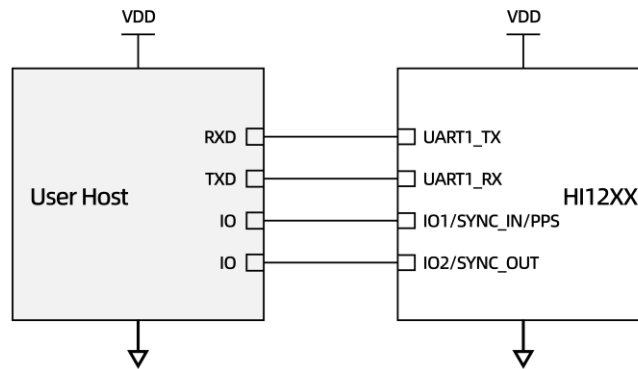 VDD
VDD
RXD
UART1_TX
TXD
UART1_RX
User Host
HI12XX
IO
IO1/SYNC_IN/PPS
IO
IO2/SYNC_OUT